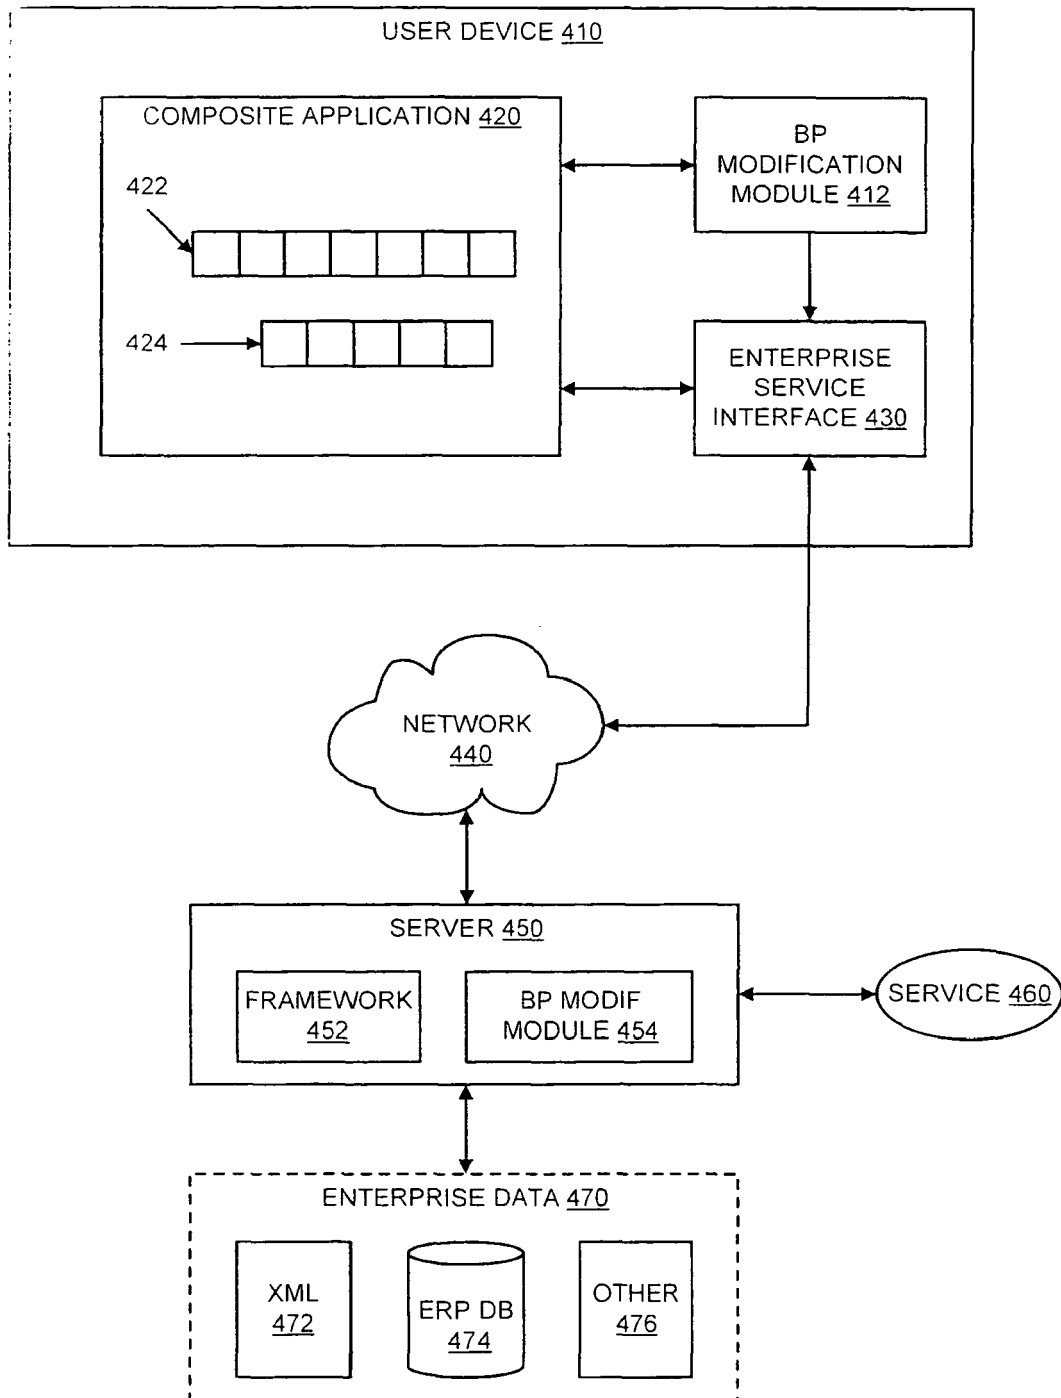 USER DEVICE 410
COMPOSITE APPLICATION 420
422
424
BP
MODIFICATION
MODULE 412
ENTERPRISE
SERVICE
INTERFACE 430
NETWORK
440
SERVER 450
FRAMEWORK
452
BP MODIF
MODULE 454
SERVICE 460
ENTERPRISE DATA 470
XML
472
ERP DB
474
OTHER
476